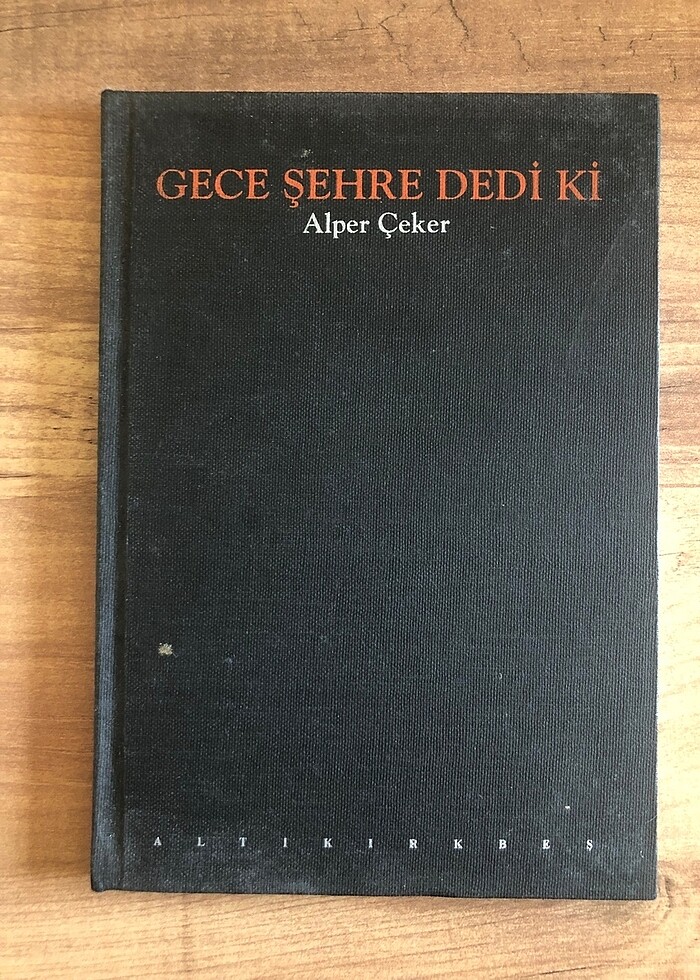 GECE ŞEHRE DEDİ Kİ
Alper Çeker
ALTIKIRKBEŞ